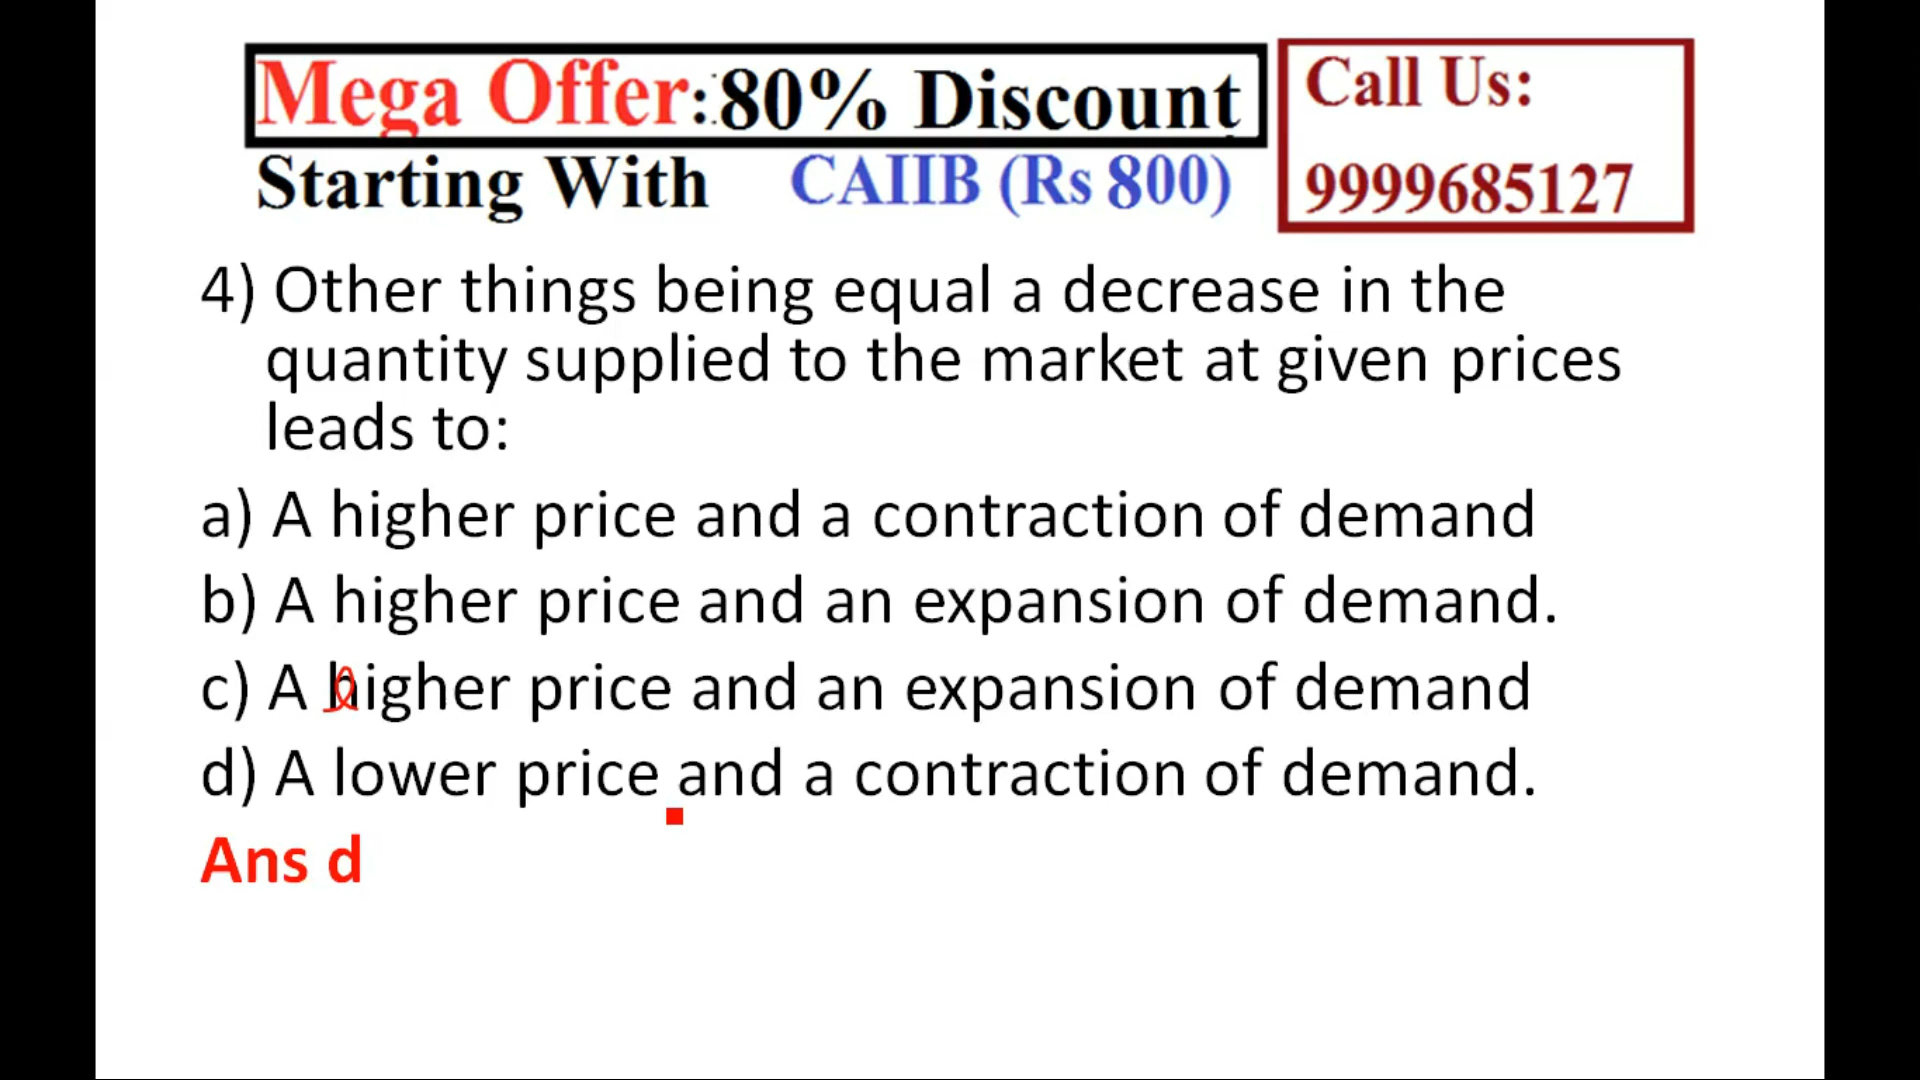 Mega Offer: 80% Discount
Starting With CAIIB (Rs 800)
Call Us:
9999685127
4) Other things being equal a decrease in the
quantity supplied to the market at given prices
leads to:
a) A higher price and a contraction of demand
b) A higher price and an expansion of demand.
c) A higher price and an expansion of demand
d) A lower price and a contraction of demand.
Ans d